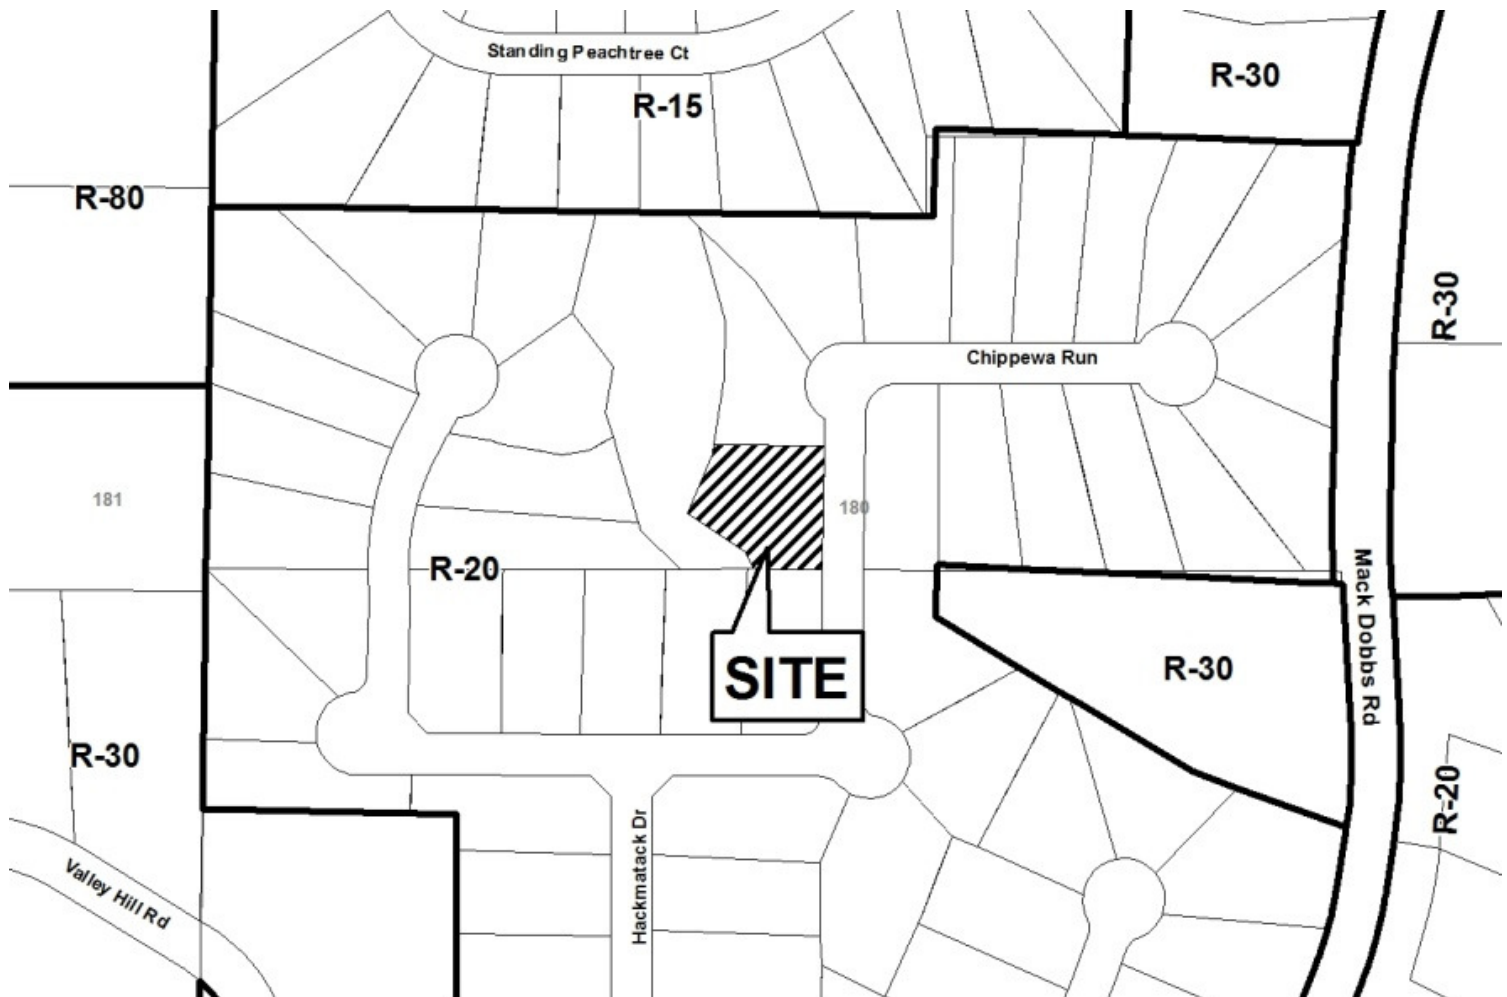 Standing Peachtree Ct
R-30
R-15
R-80
R-30
Chippewa Run
181
180
R-20
Mack Dobbs Rd
SITE
R-30
R-30
R-20
Hackmatack Dr
Valley Hill Rd